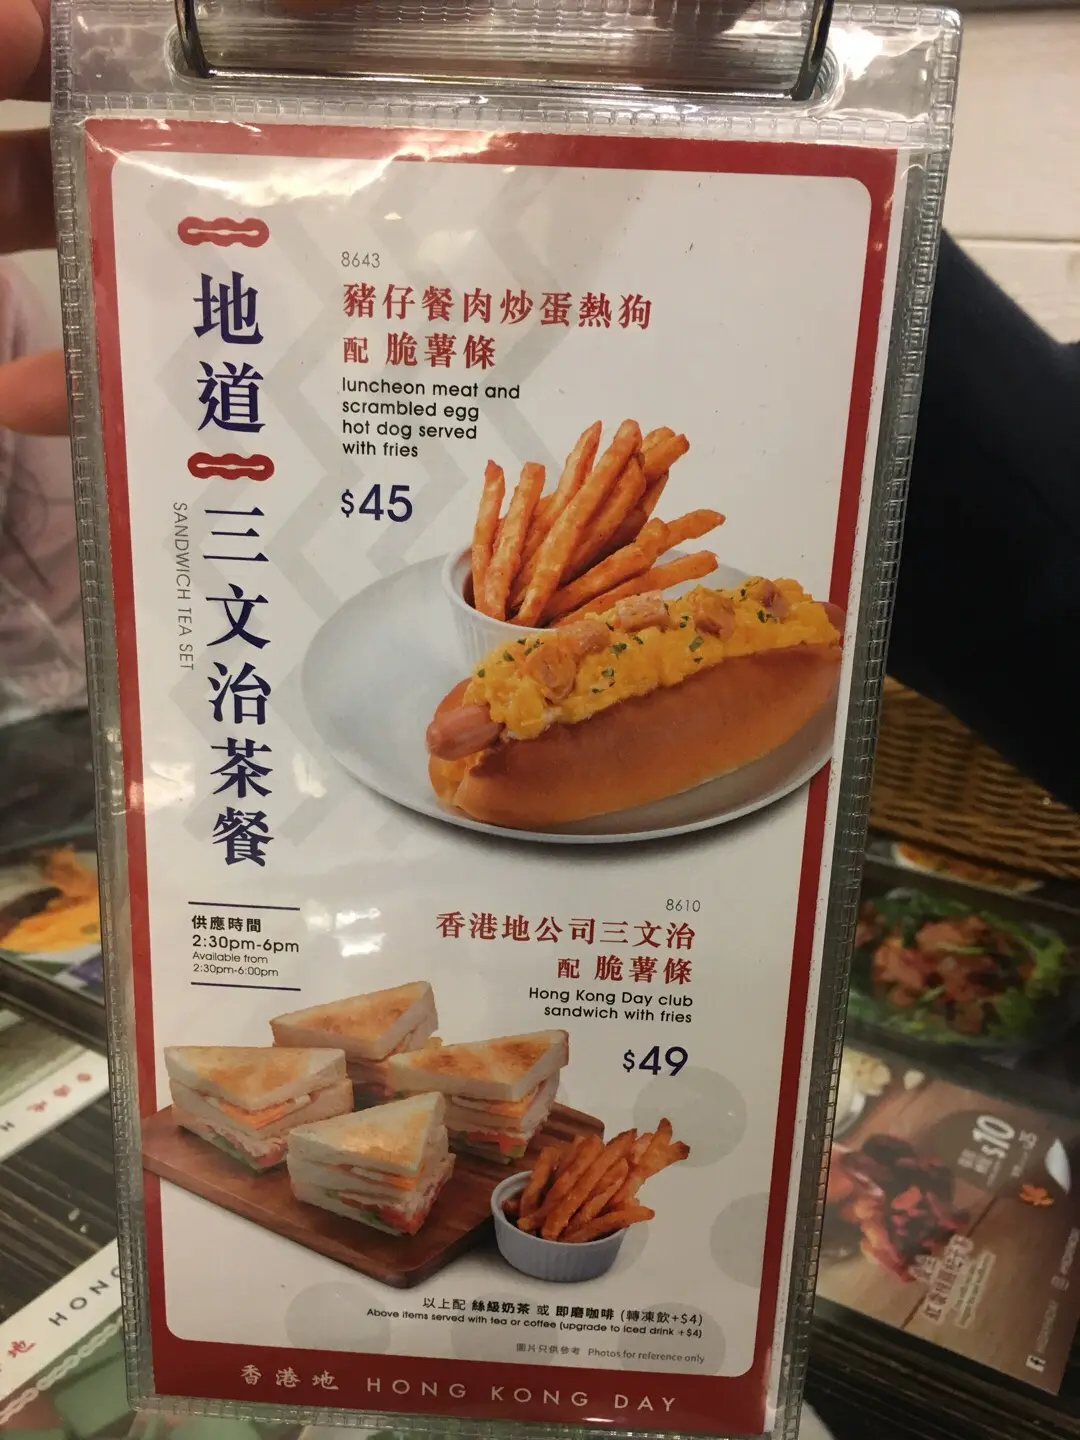 地道
三文治茶餐
SANDWICH TEA SET
8643
豬仔餐肉炒蛋熱狗
配 脆薯條
luncheon meat and
scrambled egg
hot dog served
with fries
$45
供應時間
2:30pm-6pm
Available from
2:30pm-6:00pm
8610
香港地公司三文治
配 脆薯條
Hong Kong Day club
sandwich with fries
$49
以上配 絲級奶茶 或 即磨咖啡 (轉凍飲+$4)
Above items served with tea or coffee (upgrade to iced drink +$4)
圖片只供參考 Photos for reference only
香港地 HONG KONG DAY
$10